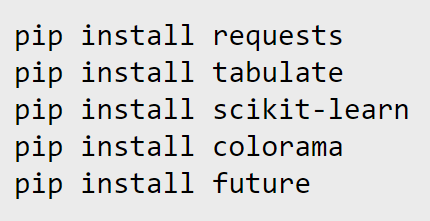 pip install requests
pip install tabulate
pip install scikit-learn
pip install colorama
pip install future